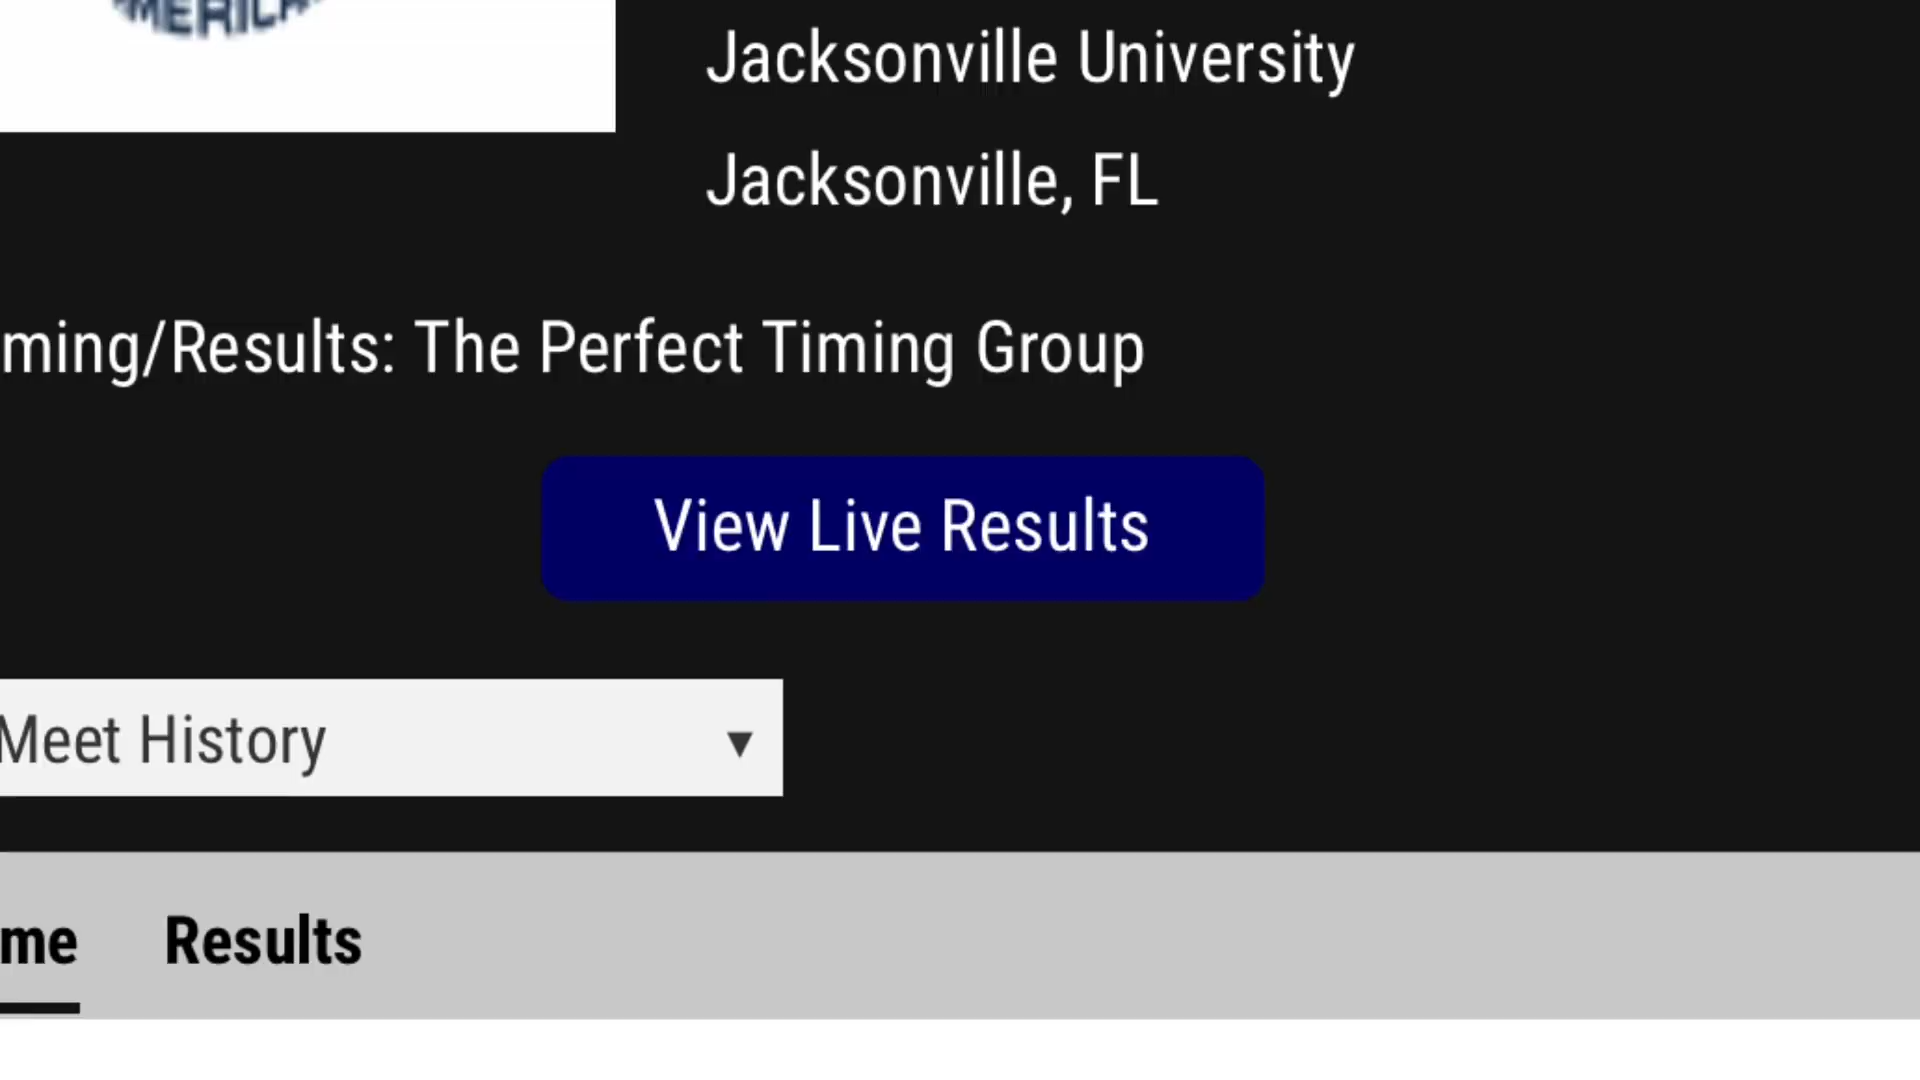 Jacksonville University
Jacksonville, FL
ming/Results: The Perfect Timing Group
View Live Results
Meet History
me
Results